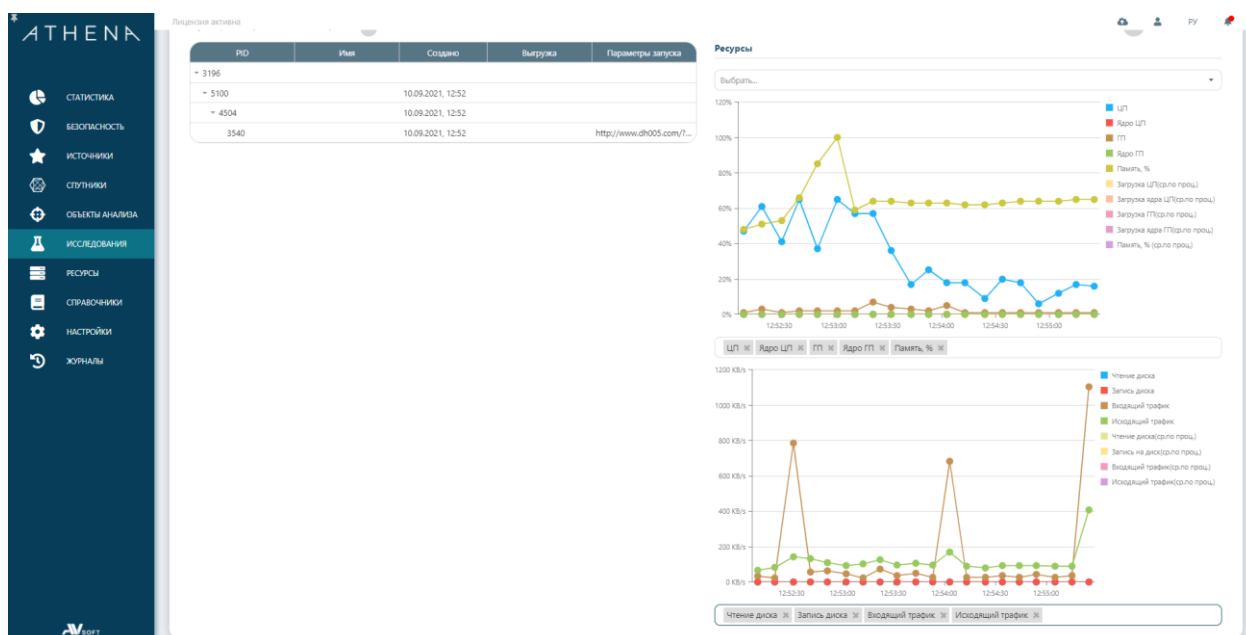 ATHENA
Лицензия активна
РУ
СТАТИСТИКА
БЕЗОПАСНОСТЬ
ИСТОЧНИКИ
СПУТНИКИ
ОБЪЕКТЫ АНАЛИЗА
ИССЛЕДОВАНИЯ
РЕСУРСЫ
СПРАВОЧНИКИ
НАСТРОЙКИ
ЖУРНАЛЫ
AVSOFT
PID Имя Создано Выгрузка Параметры запуска
3196
5100 10.09.2021, 12:52
4504 10.09.2021, 12:52
3540 10.09.2021, 12:52 http://www.dh005.com/?...
Ресурсы
Выбрать...
120%
100%
80%
60%
40%
20%
0%
12:52:30 12:53:00 12:53:30 12:54:00 12:54:30 12:55:00
ЦП
Ядро ЦП
ГП
Ядро ГП
Память, %
Загрузка ЦП(ср.по проц.)
Загрузка ядра ЦП(ср.по проц.)
Загрузка ГП(ср.по проц.)
Загрузка ядра ГП(ср.по проц.)
Память, % (ср.по проц.)
ЦП Ядро ЦП ГП Ядро ГП Память, %
1200 KB/s
1000 KB/s
800 KB/s
600 KB/s
400 KB/s
200 KB/s
0 KB/s
12:52:30 12:53:00 12:53:30 12:54:00 12:54:30 12:55:00
Чтение диска
Запись диска
Входящий трафик
Исходящий трафик
Чтение диска(ср.по проц.)
Запись на диск(ср.по проц.)
Входящий трафик(ср.по проц.)
Исходящий трафик(ср.по проц.)
Чтение диска Запись диска Входящий трафик Исходящий трафик